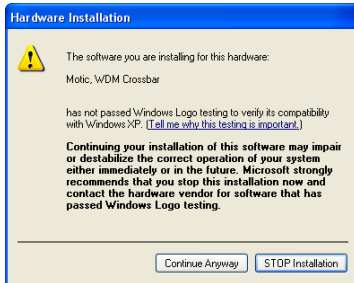 Hardware Installation
The software you are installing for this hardware:
Motic, WDM Crossbar
has not passed Windows Logo testing to verify its compatibility
with Windows XP. (Tell me why this testing is important.)
Continuing your installation of this software may impair
or destabilize the correct operation of your system
either immediately or in the future. Microsoft strongly
recommends that you stop this installation now and
contact the hardware vendor for software that has
passed Windows Logo testing.
Continue Anyway STOP Installation